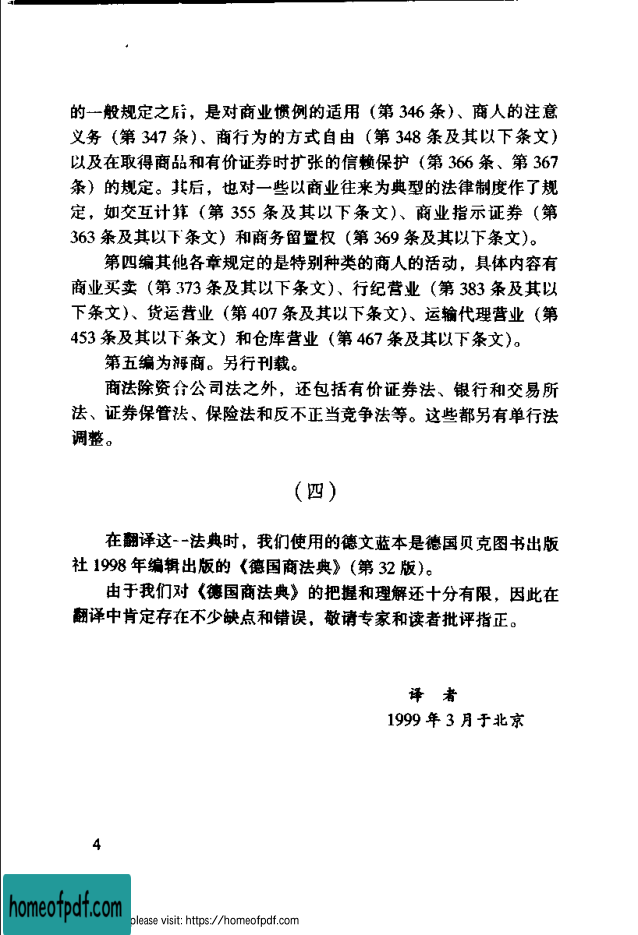 的一般规定之后，是对商业惯例的适用（第 346 条）、商人的注意
义务（第 347 条）、商行为的方式自由（第 348 条及其以下条文）
以及在取得商品和有价证券时扩张的信赖保护（第 366 条、第 367
条）的规定。其后，也对一些以商业往来为典型的法律制度作了规
定，如交互计算（第 355 条及其以下条文）、商业指示证券（第
363 条及其以下条文）和商务留置权（第 369 条及其以下条文）。
第四编其他各章规定的是特别种类的商人的活动，具体内容有
商业买卖（第 373 条及其以下条文）、行纪营业（第 383 条及其以
下条文）、货运营业（第 407 条及其以下条文）、运输代理营业（第
453 条及其以下条文）和仓库营业（第 467 条及其以下条文）。
第五编为海商。另行刊载。
商法除资合公司法之外，还包括有价证券法、银行和交易所
法、证券保管法、保险法和反不正当竞争法等。这些都另有单行法
调整。
（四）
在翻译这一法典时，我们使用的德文蓝本是德国贝克图书出版
社 1998 年编辑出版的《德国商法典》（第 32 版）。
由于我们对《德国商法典》的把握和理解还十分有限，因此在
翻译中肯定存在不少缺点和错误，敬请专家和读者批评指正。
译 者
1999 年 3 月于北京
4
homeofpdf.com
please visit: https://homeofpdf.com